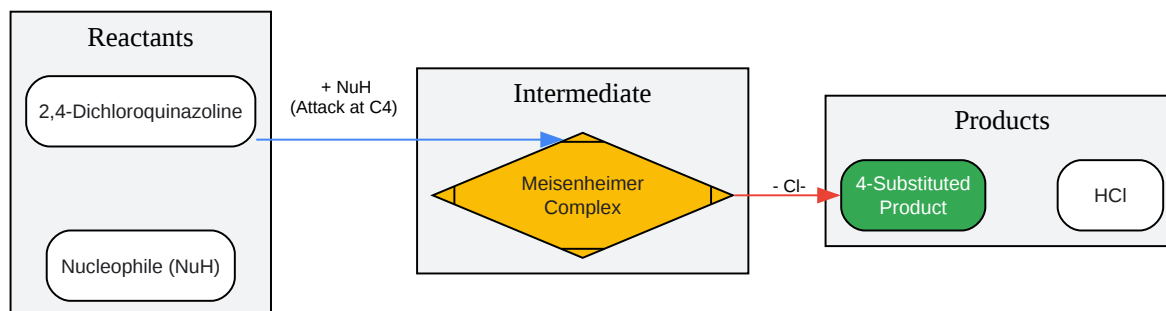 Reactants
2,4-Dichloroquinazoline
Nucleophile (NuH)
+ NuH
(Attack at C4)
Intermediate
Meisenheimer
Complex
- Cl-
Products
4-Substituted
Product
HCl